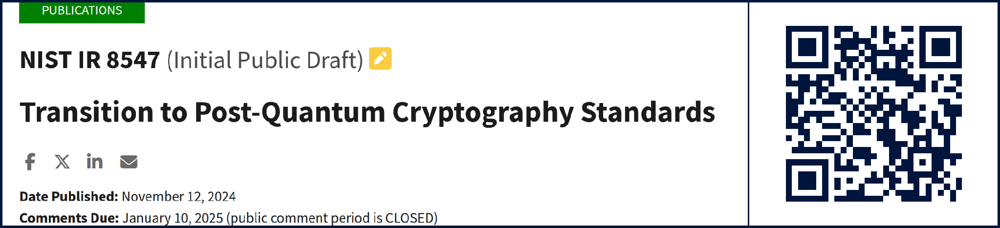 PUBLICATIONS
NIST IR 8547 (Initial Public Draft)
Transition to Post-Quantum Cryptography Standards
Date Published: November 12, 2024
Comments Due: January 10, 2025 (public comment period is CLOSED)